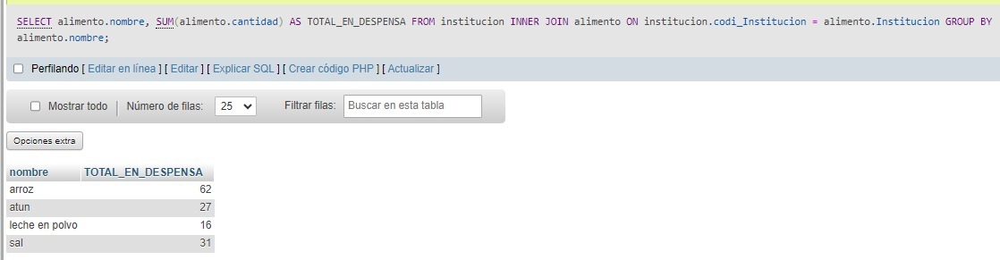 SELECT alimento.nombre, SUM(alimento.cantidad) AS TOTAL_EN_DESPENSA FROM institucion INNER JOIN alimento ON institucion.codi_Institucion = alimento.Institucion GROUP BY
alimento.nombre;
Perfilando [ Editar en línea ] [ Editar ] [ Explicar SQL ] [ Crear código PHP ] [ Actualizar ]
Mostrar todo | Número de filas: 25 Filtrar filas: Buscar en esta tabla
Opciones extra
nombre TOTAL_EN_DESPENSA
arroz 62
atun 27
leche en polvo 16
sal 31